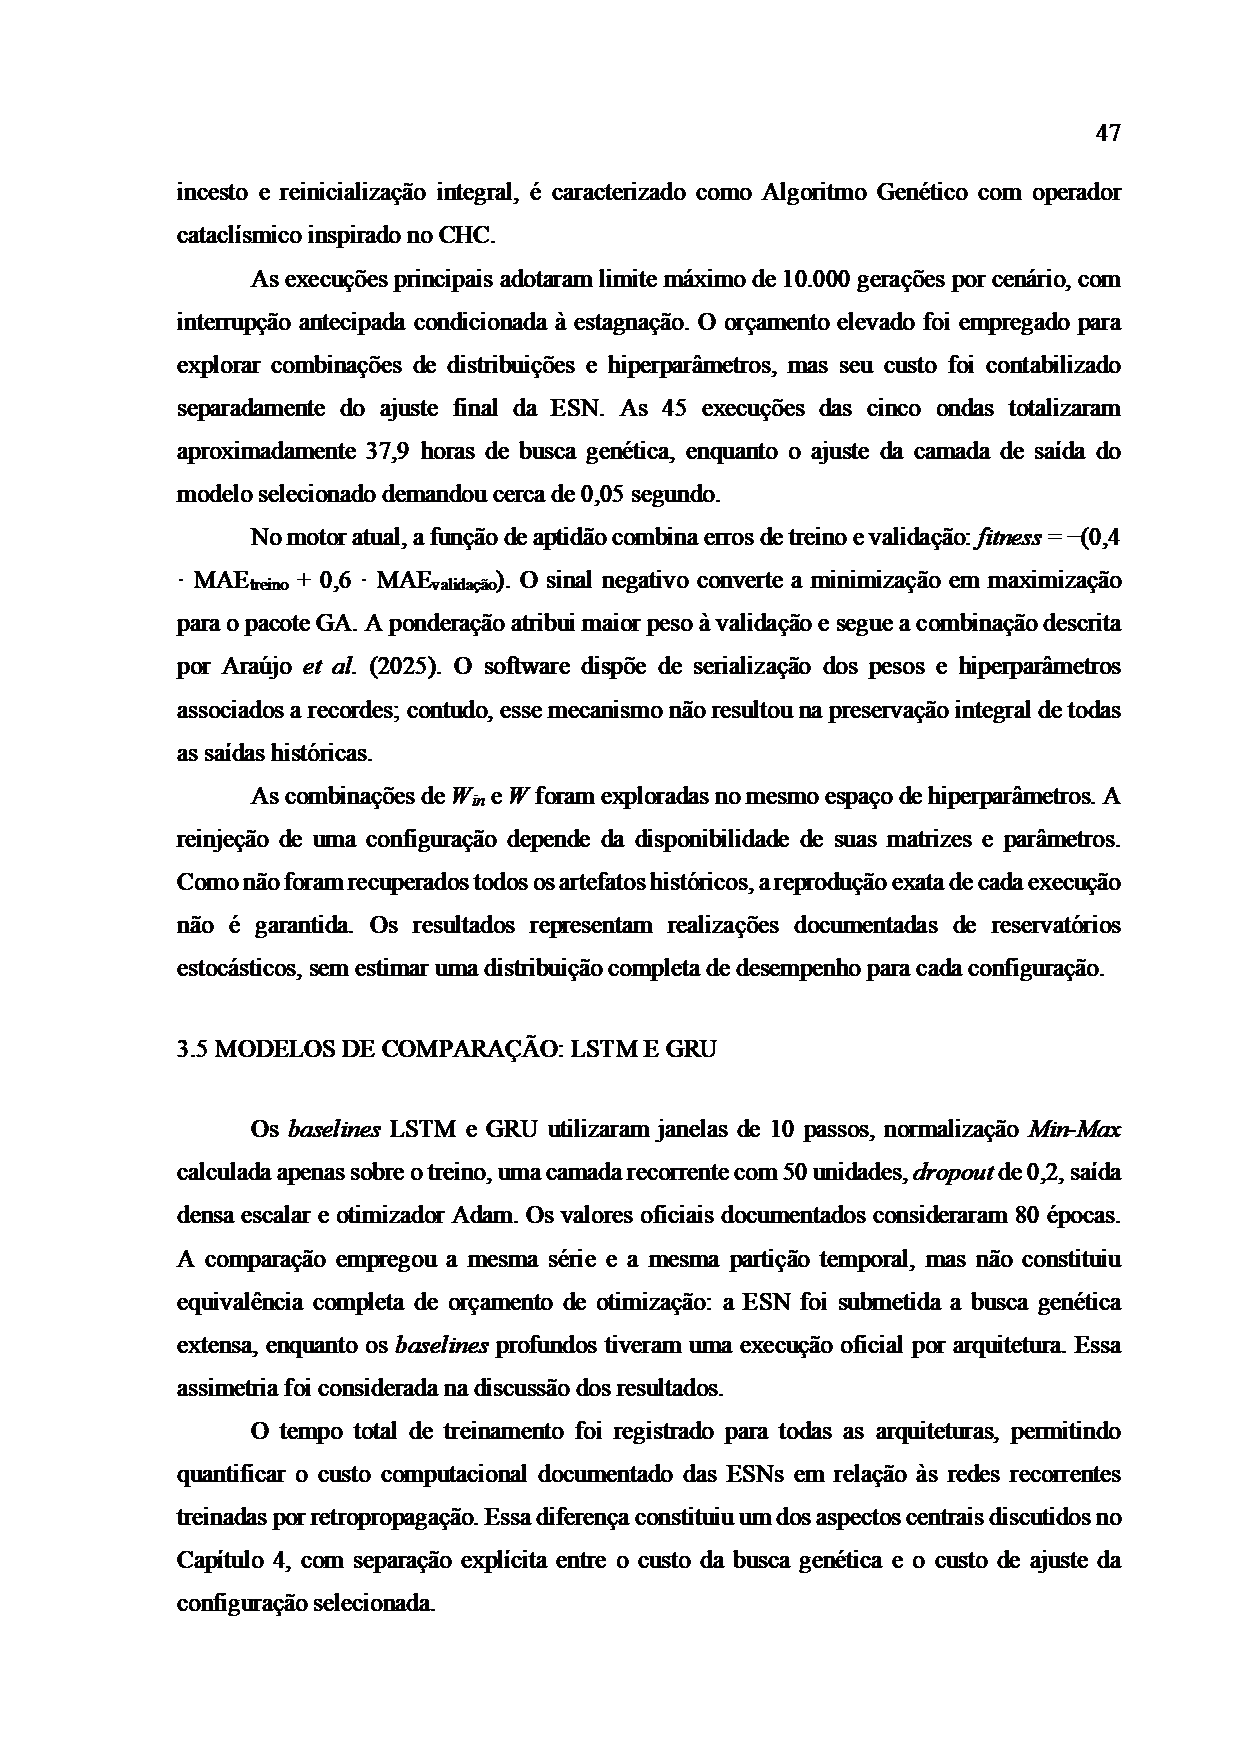 47
incesto e reinicialização integral, é caracterizado como Algoritmo Genético com operador
cataclísmico inspirado no CHC.
As execuções principais adotaram limite máximo de 10.000 gerações por cenário, com
interrupção antecipada condicionada à estagnação. O orçamento elevado foi empregado para
explorar combinações de distribuições e hiperparâmetros, mas seu custo foi contabilizado
separadamente do ajuste final da ESN. As 45 execuções das cinco ondas totalizaram
aproximadamente 37,9 horas de busca genética, enquanto o ajuste da camada de saída do
modelo selecionado demandou cerca de 0,05 segundo.
No motor atual, a função de aptidão combina erros de treino e validação: fitness = −(0,4
· MAEtreino + 0,6 · MAEvalidação). O sinal negativo converte a minimização em maximização
para o pacote GA. A ponderação atribui maior peso à validação e segue a combinação descrita
por Araújo et al. (2025). O software dispõe de serialização dos pesos e hiperparâmetros
associados a recordes; contudo, esse mecanismo não resultou na preservação integral de todas
as saídas históricas.
As combinações de Win e W foram exploradas no mesmo espaço de hiperparâmetros. A
reinjeção de uma configuração depende da disponibilidade de suas matrizes e parâmetros.
Como não foram recuperados todos os artefatos históricos, a reprodução exata de cada execução
não é garantida. Os resultados representam realizações documentadas de reservatórios
estocásticos, sem estimar uma distribuição completa de desempenho para cada configuração.
3.5 MODELOS DE COMPARAÇÃO: LSTM E GRU
Os baselines LSTM e GRU utilizaram janelas de 10 passos, normalização Min-Max
calculada apenas sobre o treino, uma camada recorrente com 50 unidades, dropout de 0,2, saída
densa escalar e otimizador Adam. Os valores oficiais documentados consideraram 80 épocas.
A comparação empregou a mesma série e a mesma partição temporal, mas não constituiu
equivalência completa de orçamento de otimização: a ESN foi submetida a busca genética
extensa, enquanto os baselines profundos tiveram uma execução oficial por arquitetura. Essa
assimetria foi considerada na discussão dos resultados.
O tempo total de treinamento foi registrado para todas as arquiteturas, permitindo
quantificar o custo computacional documentado das ESNs em relação às redes recorrentes
treinadas por retropropagação. Essa diferença constituiu um dos aspectos centrais discutidos no
Capítulo 4, com separação explícita entre o custo da busca genética e o custo de ajuste da
configuração selecionada.